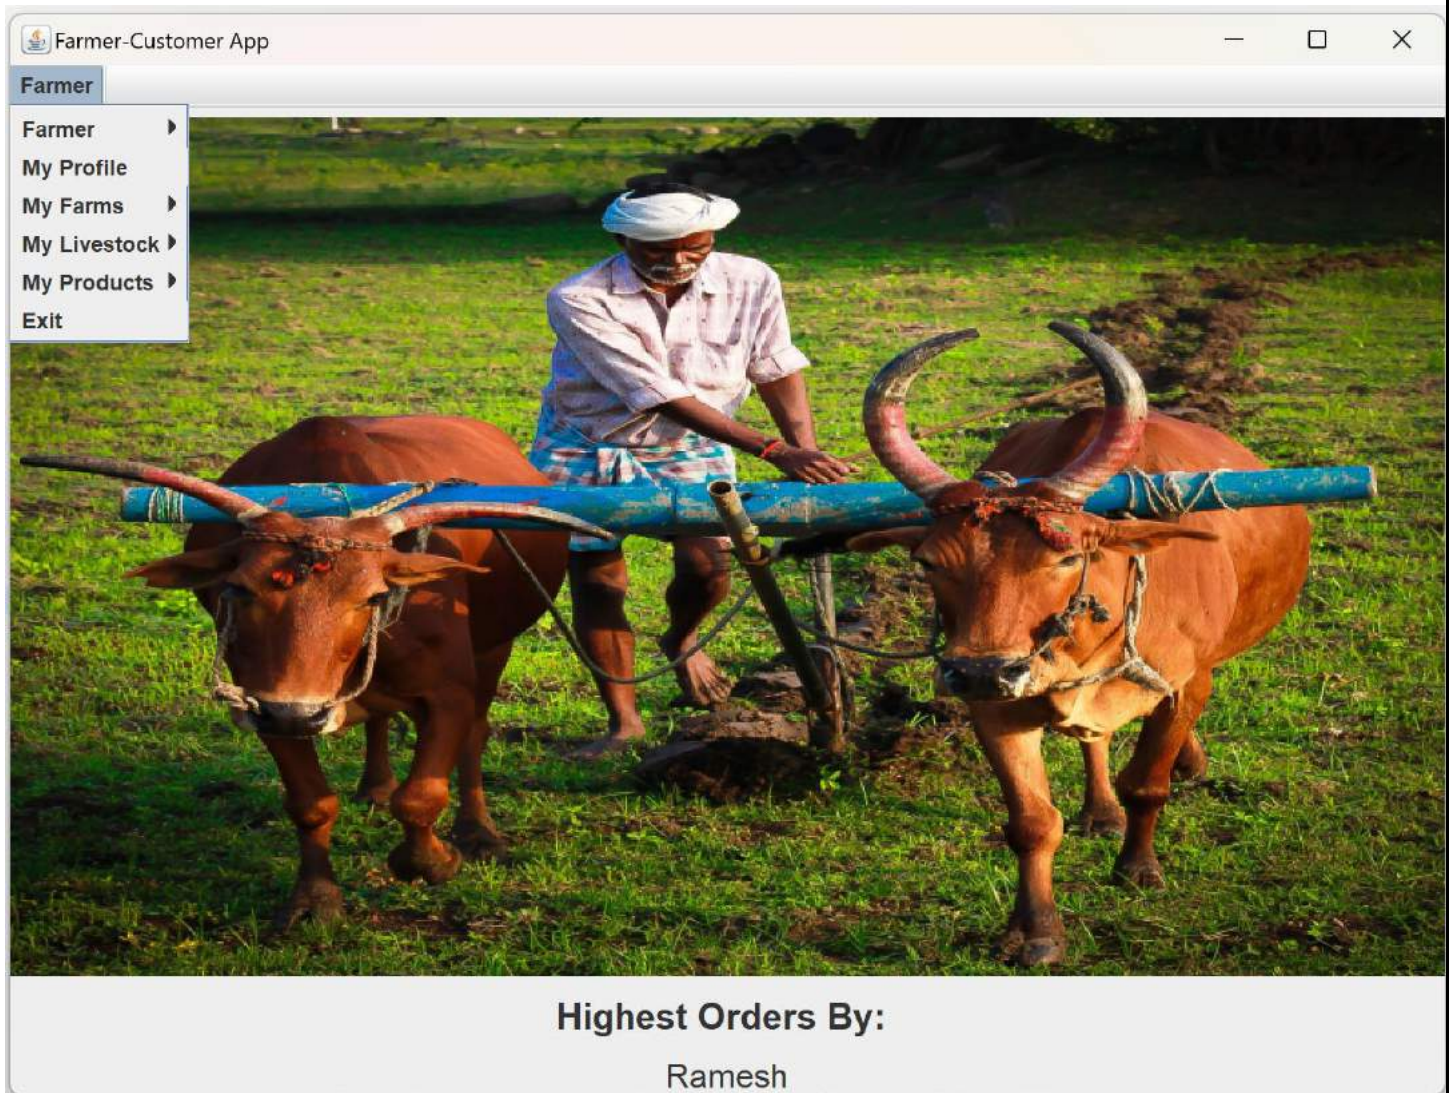 Farmer-Customer App
Farmer
Farmer
My Profile
My Farms
My Livestock
My Products
Exit
Highest Orders By:
Ramesh